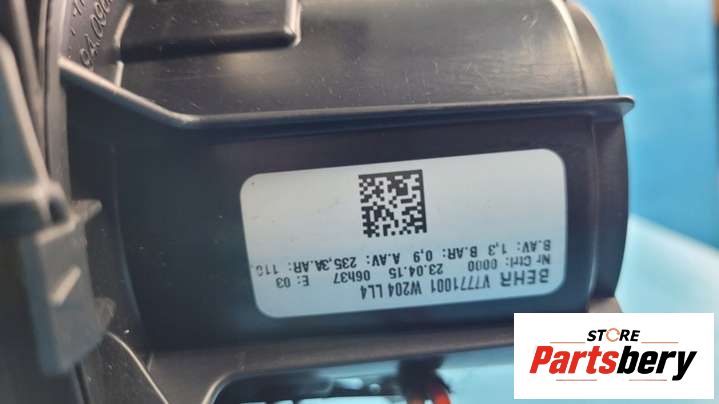 BEHR V7771001 W204 LL4
Nr Ctrl: 0000 23.04.15 06h37 E: 03
B.AV: 1,3 B.AR: 0,9 A.AV: 235,3A.AR: 110
STORE
Partsbery